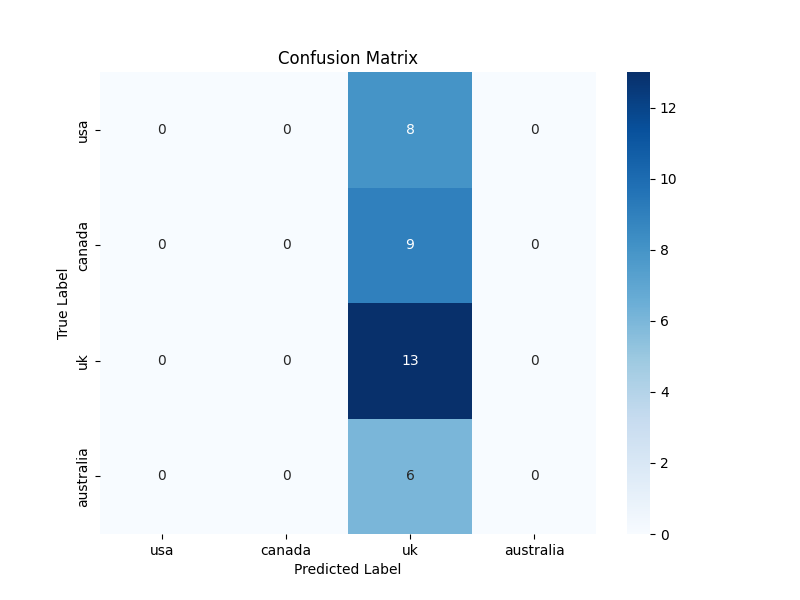 Confusion Matrix
usa 0 0 8 0
canada 0 0 9 0
uk 0 0 13 0
australia 0 0 6 0
usa canada uk australia
Predicted Label
True Label
12
10
8
6
4
2
0